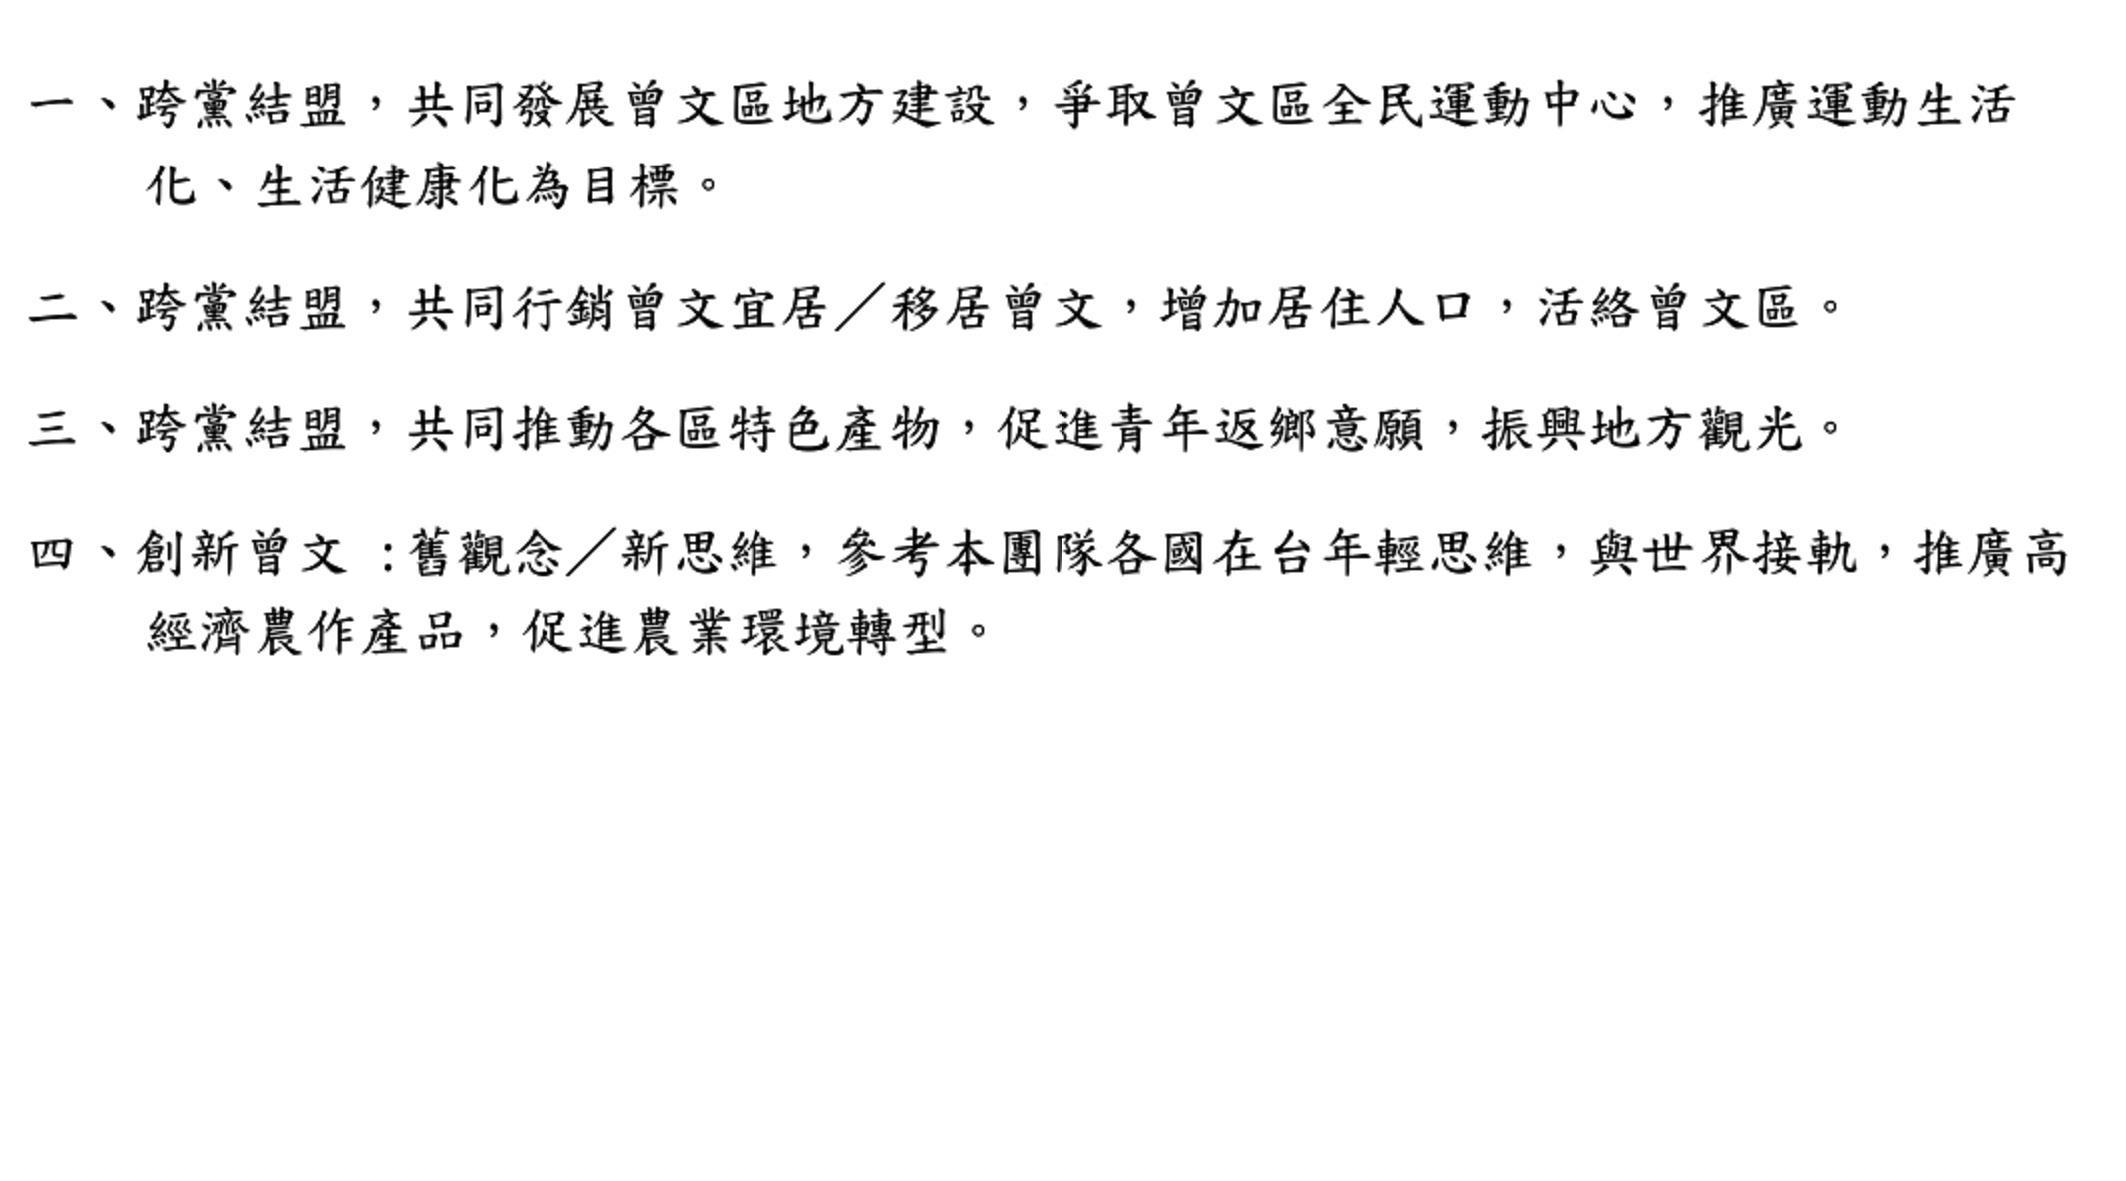 一、跨黨結盟，共同發展曾文區地方建設，爭取曾文區全民運動中心，推廣運動生活
化、生活健康化為目標。
二、跨黨結盟，共同行銷曾文宜居／移居曾文，增加居住人口，活絡曾文區。
三、跨黨結盟，共同推動各區特色產物，促進青年返鄉意願，振興地方觀光。
四、創新曾文 :舊觀念／新思維，參考本團隊各國在台年輕思維，與世界接軌，推廣高
經濟農作產品，促進農業環境轉型。